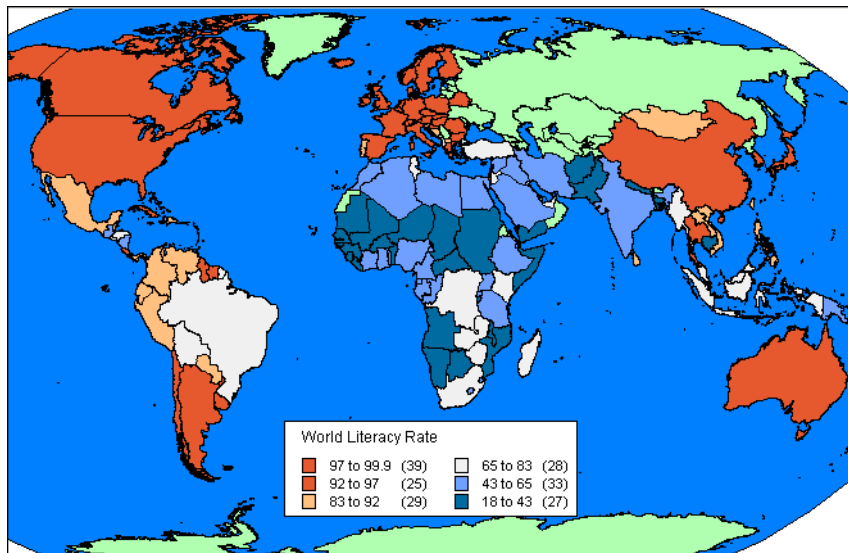 World Literacy Rate
97 to 99.9 (39)
92 to 97 (25)
83 to 92 (29)
65 to 83 (28)
43 to 65 (33)
18 to 43 (27)